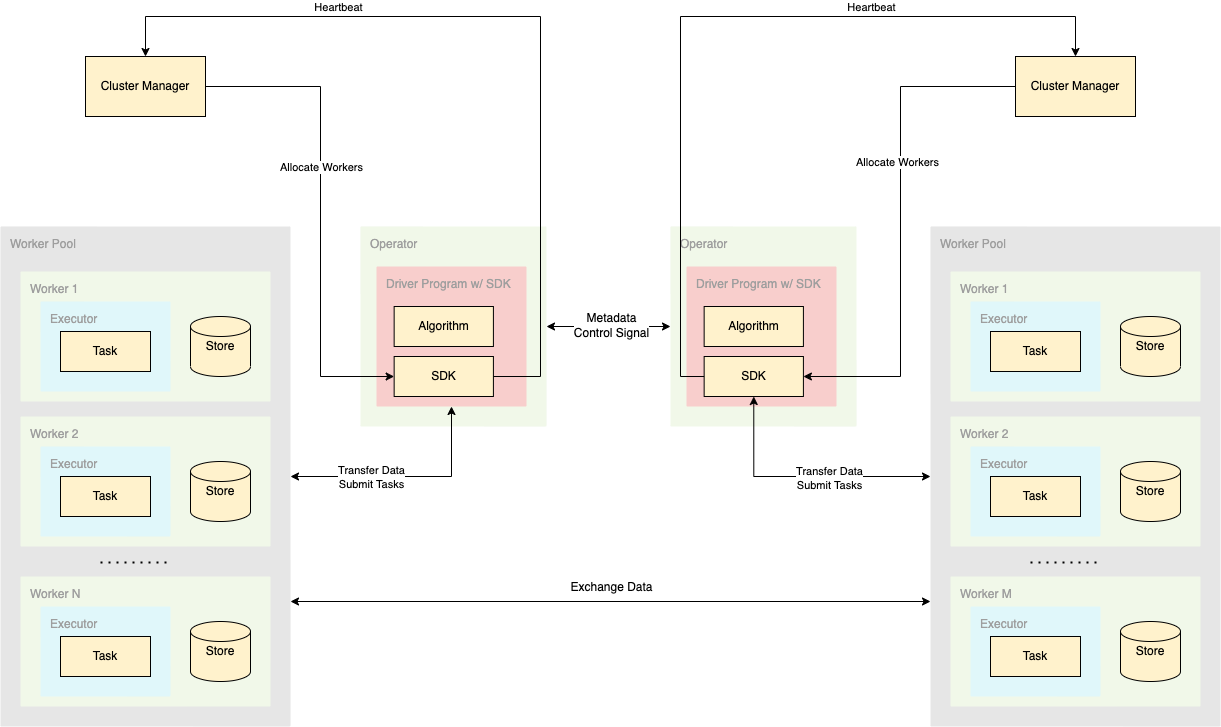 Heartbeat
Heartbeat
Cluster Manager
Cluster Manager
Allocate Workers
Allocate Workers
Worker Pool
Worker 1
Executor
Task
Store
Worker 2
Executor
Task
Store
.........
Worker N
Executor
Task
Store
Operator
Driver Program w/ SDK
Algorithm
SDK
Metadata
Control Signal
Operator
Driver Program w/ SDK
Algorithm
SDK
Transfer Data
Submit Tasks
Transfer Data
Submit Tasks
Exchange Data
Worker Pool
Worker 1
Executor
Task
Store
Worker 2
Executor
Task
Store
.........
Worker M
Executor
Task
Store